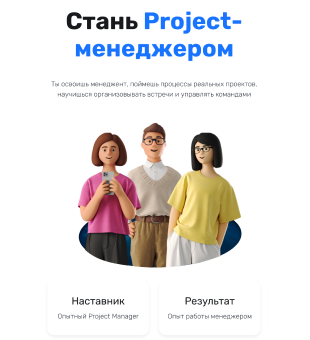 Стань Project-
менеджером
Ты освоишь менеджент, поймешь процессы реальных проектов,
научишься организовывать встречи и управлять командами
Наставник
Опытный Project Manager
Результат
Опыт работы менеджером